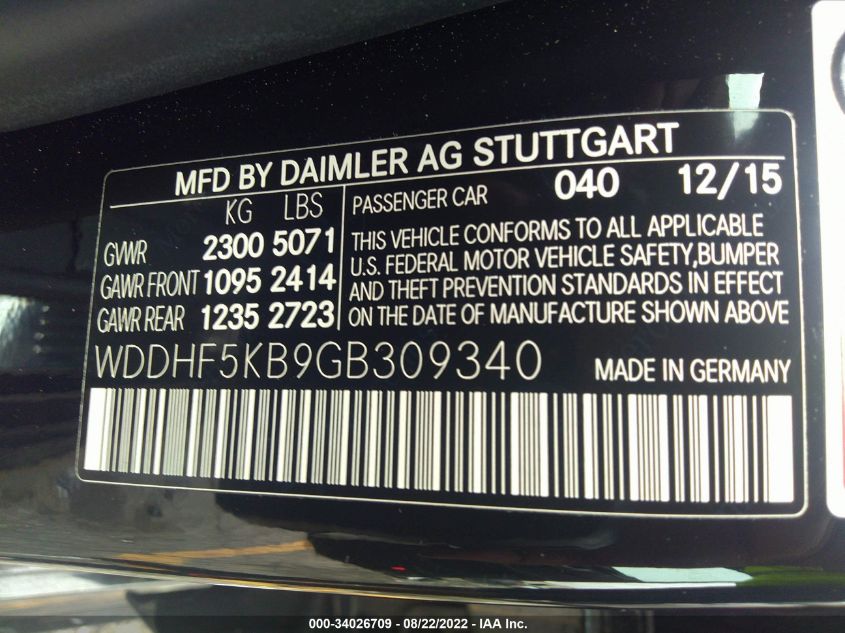 MFD BY DAIMLER AG STUTTGART
KG LBS
GVWR 2300 5071
GAWR FRONT 1095 2414
GAWR REAR 1235 2723
PASSENGER CAR 040 12/15
THIS VEHICLE CONFORMS TO ALL APPLICABLE
U.S. FEDERAL MOTOR VEHICLE SAFETY,BUMPER
AND THEFT PREVENTION STANDARDS IN EFFECT
ON THE DATE OF MANUFACTURE SHOWN ABOVE
WDDHF5KB9GB309340 MADE IN GERMANY
000-34026709 - 08/22/2022 - IAA Inc.